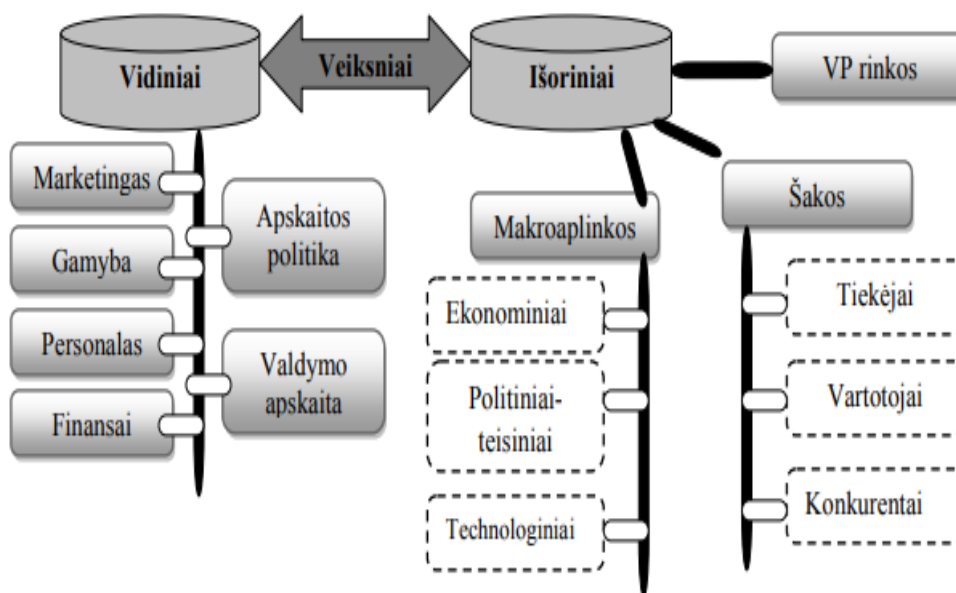 Vidiniai
Veiksniai
Išoriniai
VP rinkos
Marketingas
Gamyba
Personalas
Finansai
Apskaitos
politika
Valdymo
apskaita
Makroaplinkos
Ekonominiai
Politiniai-
teisiniai
Technologiniai
Šakos
Tiekėjai
Vartotojai
Konkurentai